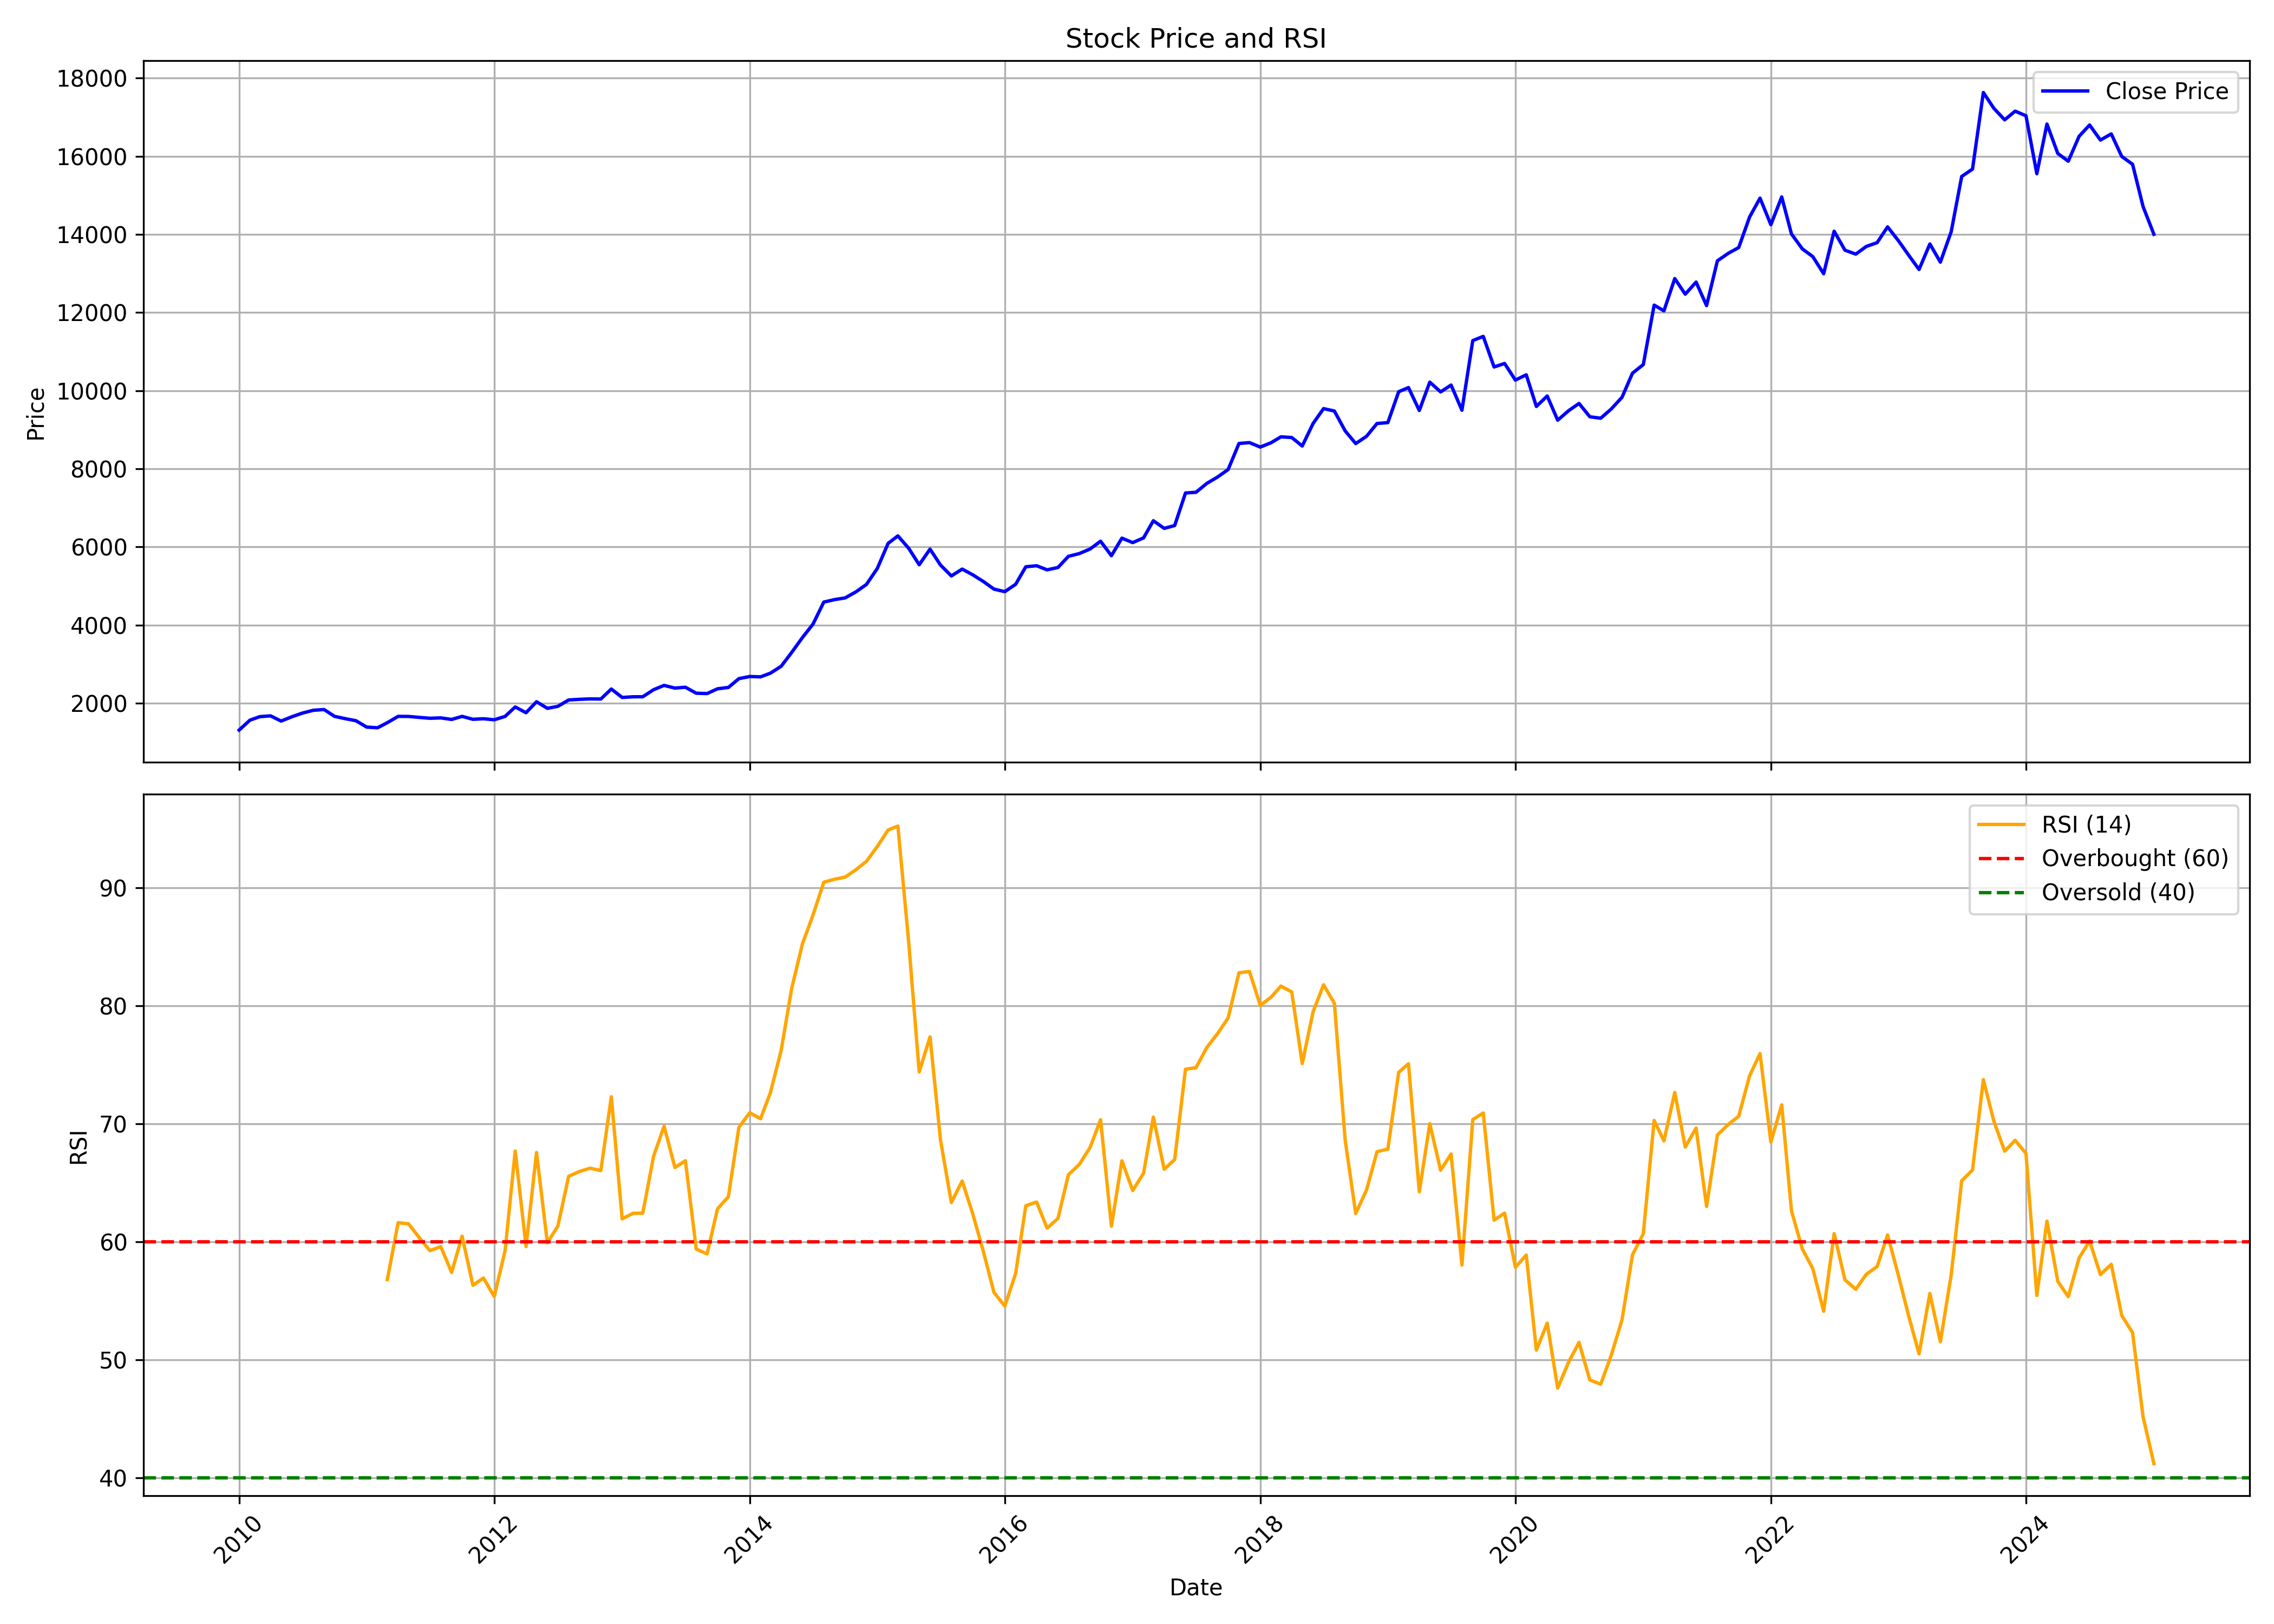 Stock Price and RSI
Close Price
18000
16000
14000
12000
10000
8000
6000
4000
2000
Price
RSI (14)
Overbought (60)
Oversold (40)
90
80
70
60
50
40
RSI
2010
2012
2014
2016
2018
2020
2022
2024
Date